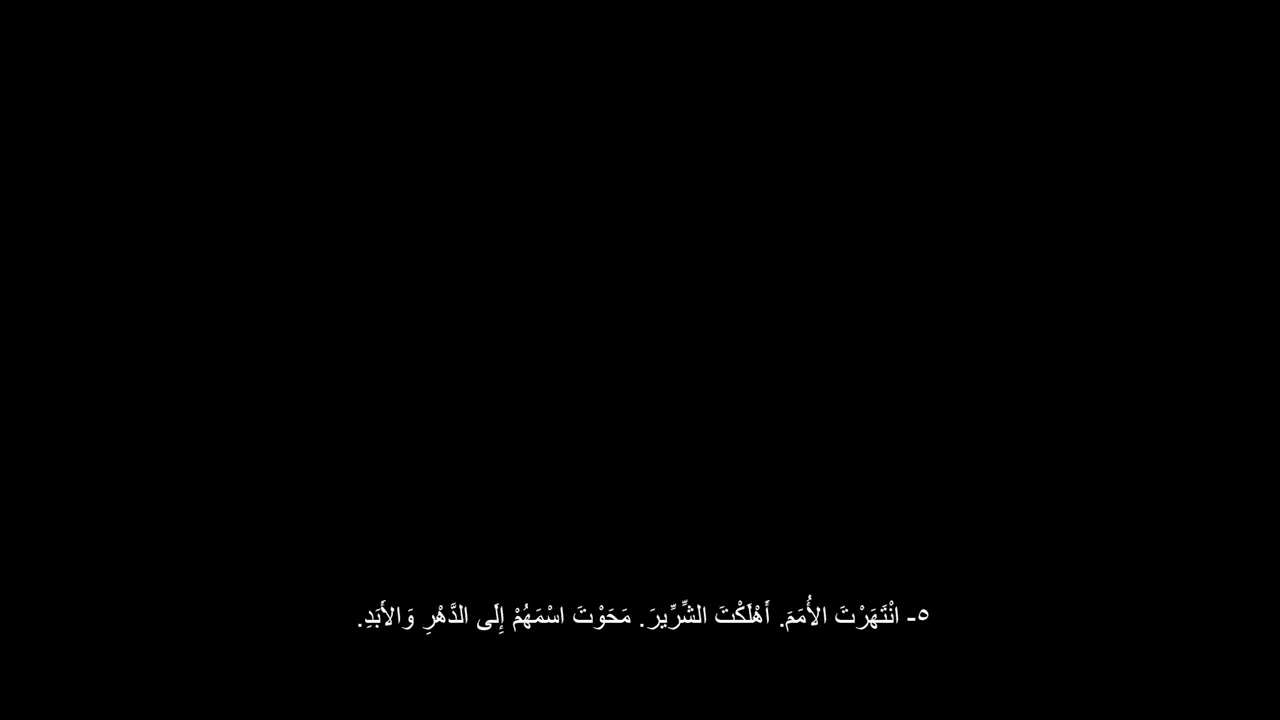 ٥- انْتَهَرْتَ الأُمَمَ. أَهْلَكْتَ الشِّرِّيرَ. مَحَوْتَ اسْمَهُمْ إِلَى الدَّهْرِ وَالأَبَدِ.